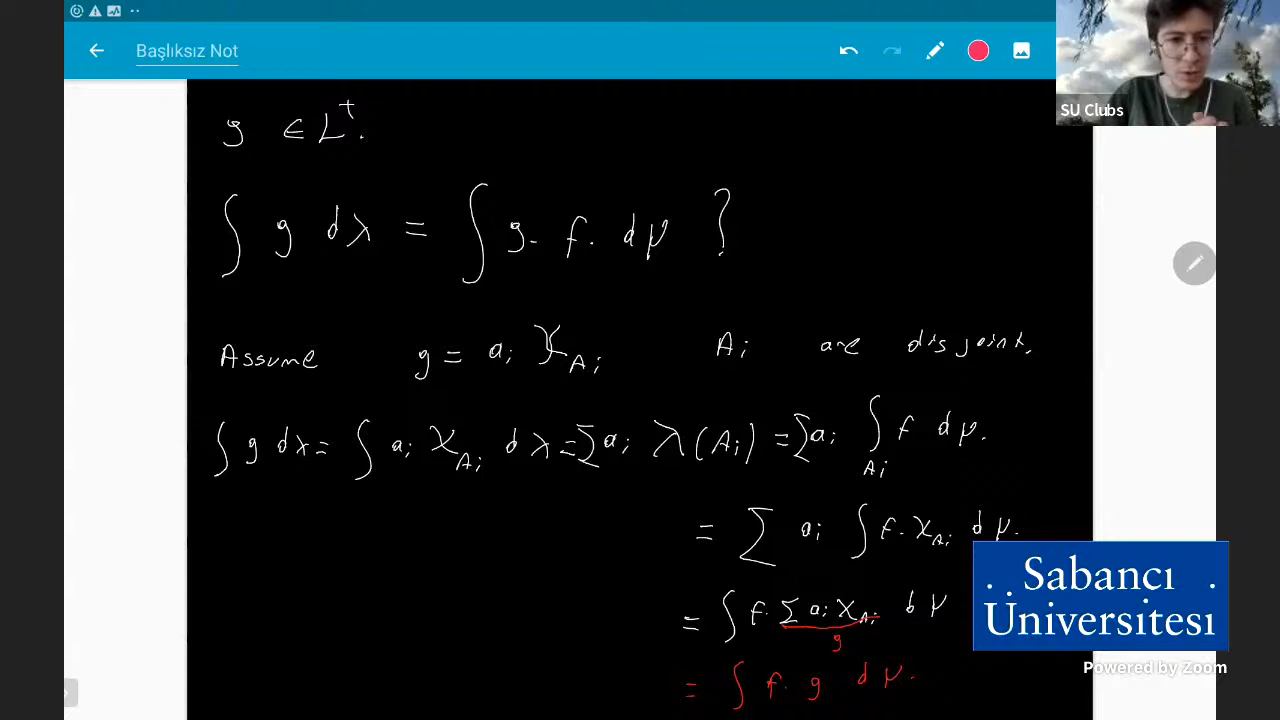 Başlıksız Not
SU Clubs
g ∈ L⁺.
∫ g dλ = ∫ g. f. dμ ?
Assume g = aᵢ χ_Aᵢ Aᵢ are disjoint.
∫ g dλ = ∫ aᵢ χ_Aᵢ dλ = Σ aᵢ λ(Aᵢ) = Σ aᵢ ∫_Aᵢ f dμ.
= Σ aᵢ ∫ f. χ_Aᵢ dμ.
= ∫ f. Σ aᵢ χ_Aᵢ dμ
g
= ∫ f. g dμ.
Sabancı
Üniversitesi
Powered by Zoom